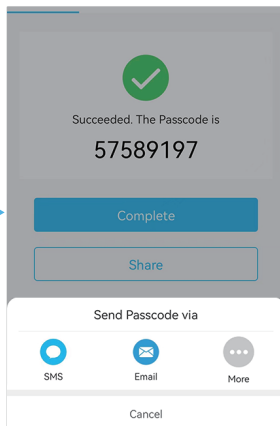 Succeeded. The Passcode is
57589197
Complete
Share
Send Passcode via
SMS Email More
Cancel